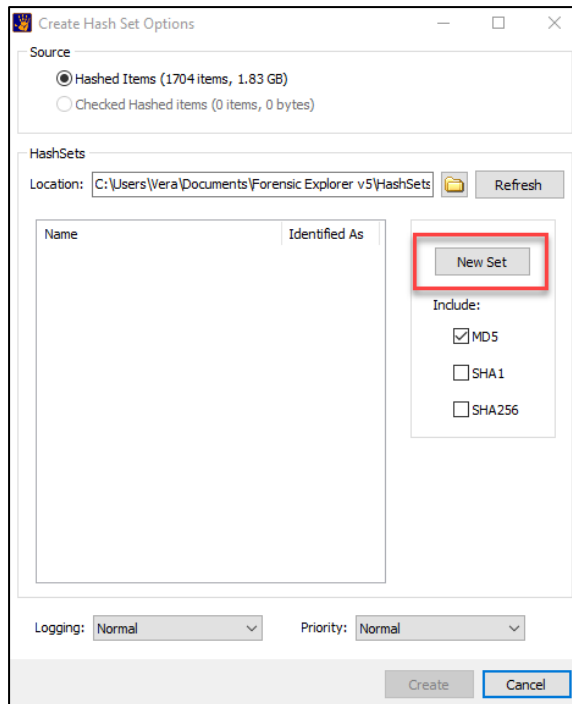 Create Hash Set Options
Source
Hashed Items (1704 items, 1.83 GB)
Checked Hashed items (0 items, 0 bytes)
HashSets
Location: C:\Users\Vera\Documents\Forensic Explorer v5\HashSets Refresh
Name Identified As
New Set
Include:
MD5
SHA1
SHA256
Logging: Normal Priority: Normal
Create Cancel